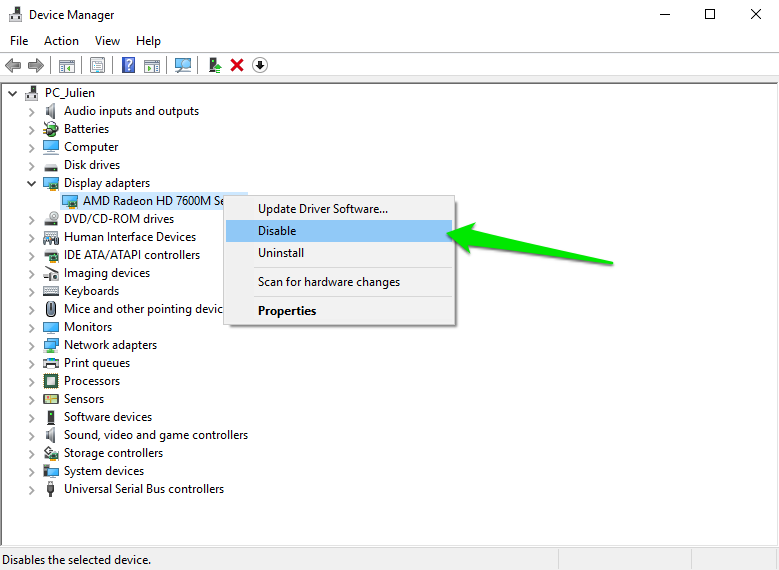 Device Manager
File Action View Help
PC_Julien
Audio inputs and outputs
Batteries
Computer
Disk drives
Display adapters
AMD Radeon HD 7600M Se
Update Driver Software...
Disable
Uninstall
Scan for hardware changes
Properties
DVD/CD-ROM drives
Human Interface Devices
IDE ATA/ATAPI controllers
Imaging devices
Keyboards
Mice and other pointing devic
Monitors
Network adapters
Print queues
Processors
Sensors
Software devices
Sound, video and game controllers
Storage controllers
System devices
Universal Serial Bus controllers
Disables the selected device.